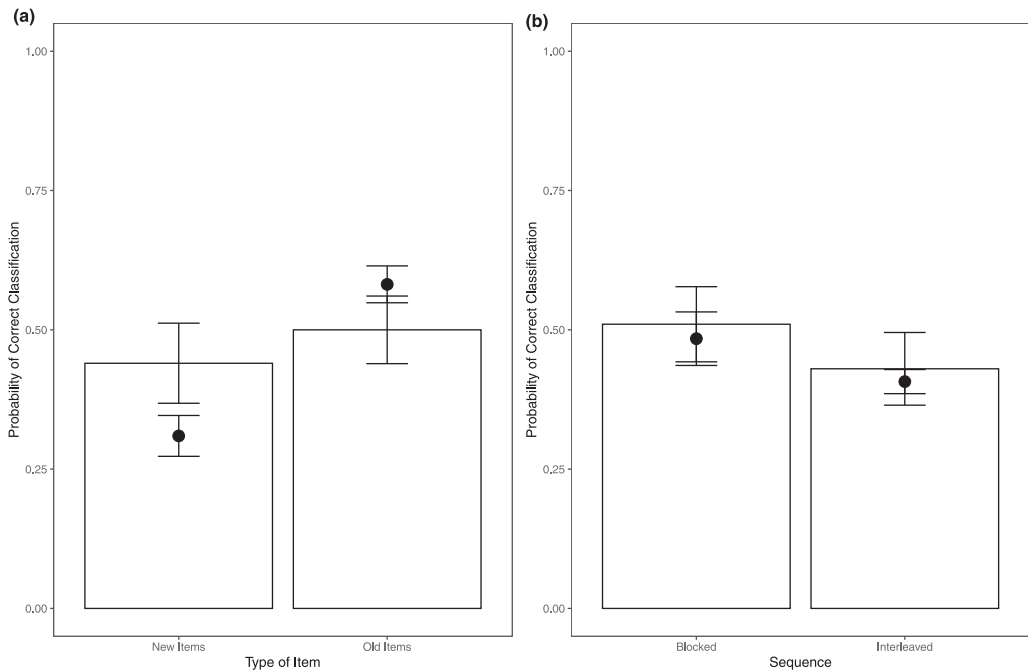 (a)
Probability of Correct Classification
1.00
0.75
0.50
0.25
0.00
New Items
Old Items
Type of Item
(b)
Probability of Correct Classification
1.00
0.75
0.50
0.25
0.00
Blocked
Interleaved
Sequence